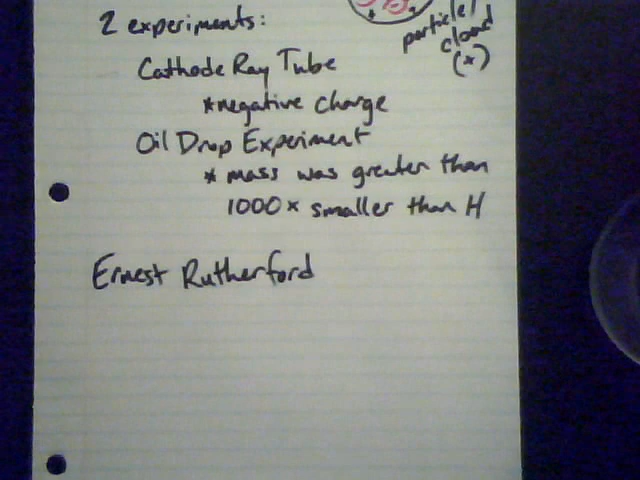 2 experiments:
particle/
cloud
(+)
Cathode Ray Tube
*negative charge
Oil Drop Experiment
* mass was greater than
1000x smaller than H
Ernest Rutherford